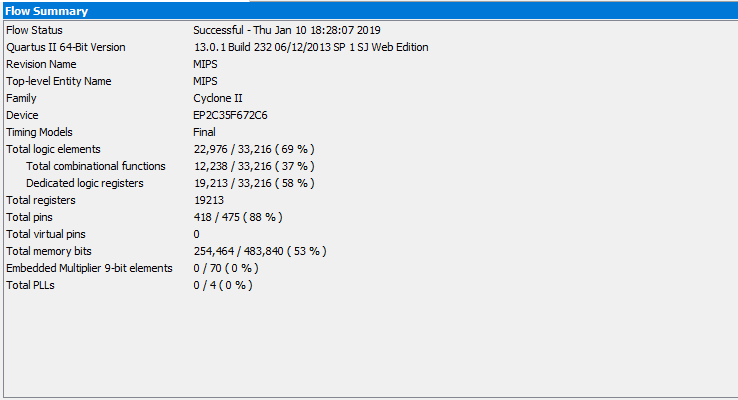 Flow Summary
Flow Status Successful - Thu Jan 10 18:28:07 2019
Quartus II 64-Bit Version 13.0.1 Build 232 06/12/2013 SP 1 SJ Web Edition
Revision Name MIPS
Top-level Entity Name MIPS
Family Cyclone II
Device EP2C35F672C6
Timing Models Final
Total logic elements 22,976 / 33,216 ( 69 % )
Total combinational functions 12,238 / 33,216 ( 37 % )
Dedicated logic registers 19,213 / 33,216 ( 58 % )
Total registers 19213
Total pins 418 / 475 ( 88 % )
Total virtual pins 0
Total memory bits 254,464 / 483,840 ( 53 % )
Embedded Multiplier 9-bit elements 0 / 70 ( 0 % )
Total PLLs 0 / 4 ( 0 % )